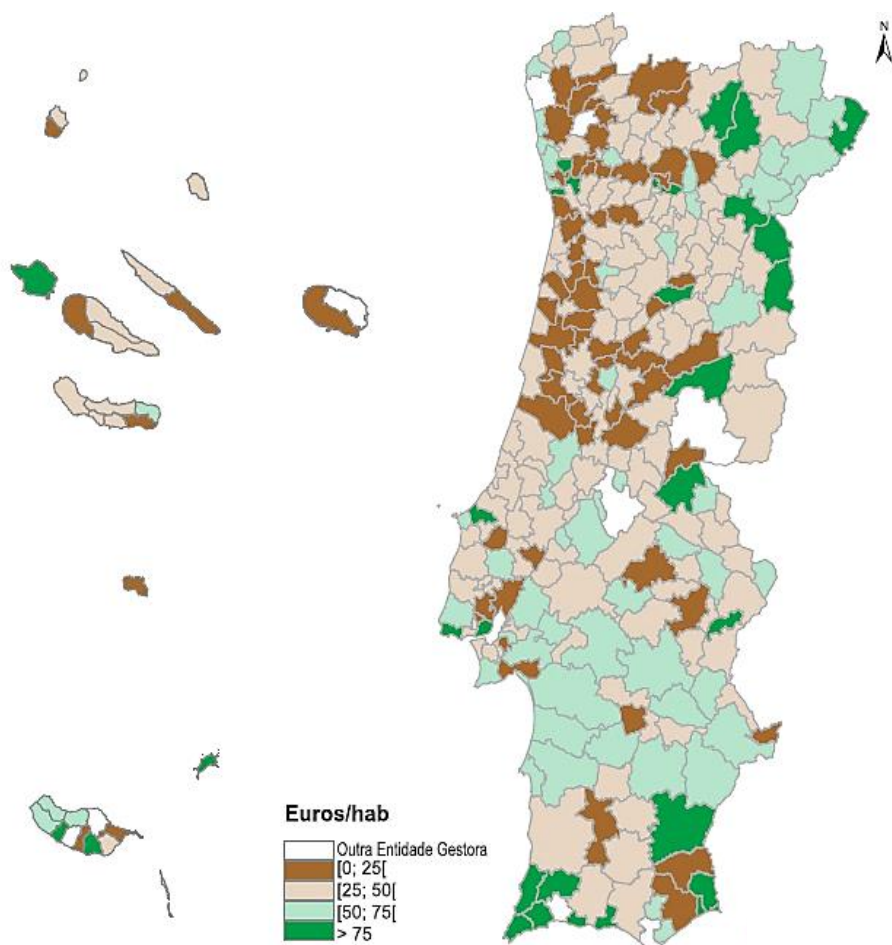 N
Euros/hab
Outra Entidade Gestora
[0; 25[
[25; 50[
[50; 75[
> 75